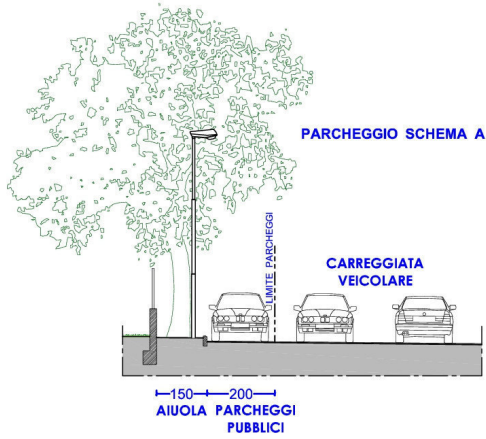 PARCHEGGIO SCHEMA A
LIMITE PARCHEGGI
CARREGGIATA
VEICOLARE
150 200
AIUOLA PARCHEGGI
PUBBLICI